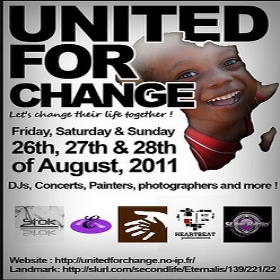 UNITED
FOR
CHANGE
Let's change their life together !
Friday, Saturday & Sunday
26th, 27th & 28th
of August, 2011
DJs, Concerts, Painters, photographers and more !
HEARTBEAT
Website : http://unitedforchange.no-ip.fr/
Landmark: http://slurl.com/secondlife/Eternalis/139/221/22